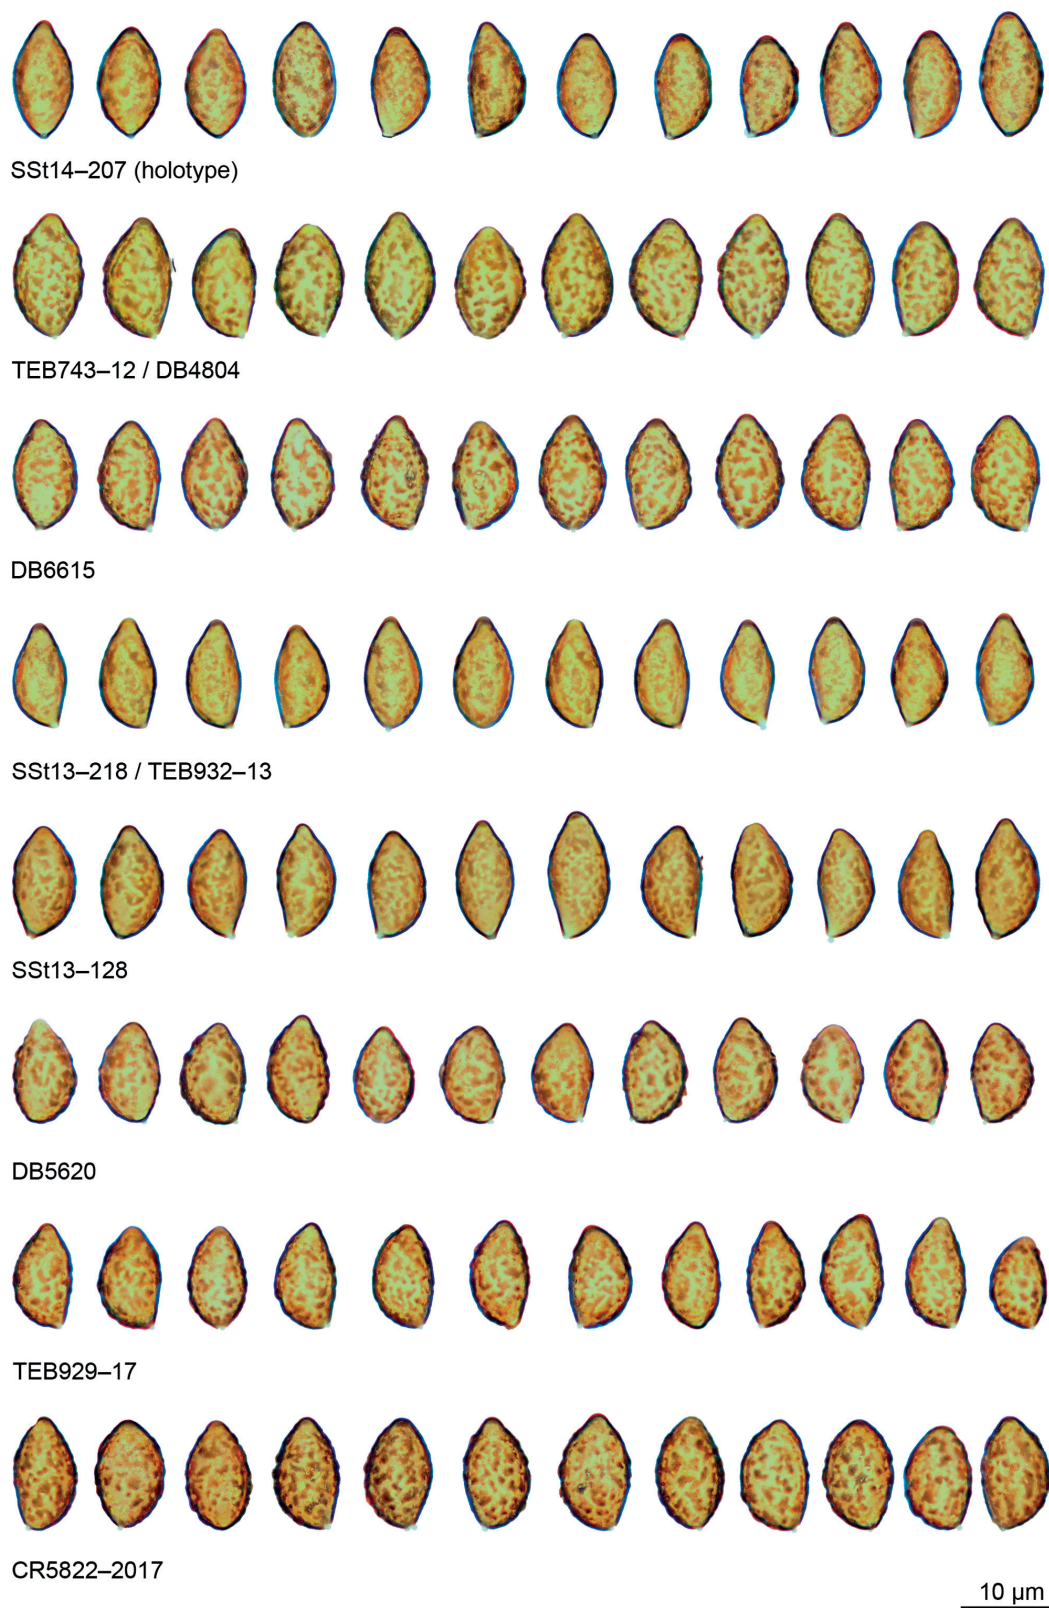 SSt14–207 (holotype)
TEB743–12 / DB4804
DB6615
SSt13–218 / TEB932–13
SSt13–128
DB5620
TEB929–17
CR5822–2017
10 µm